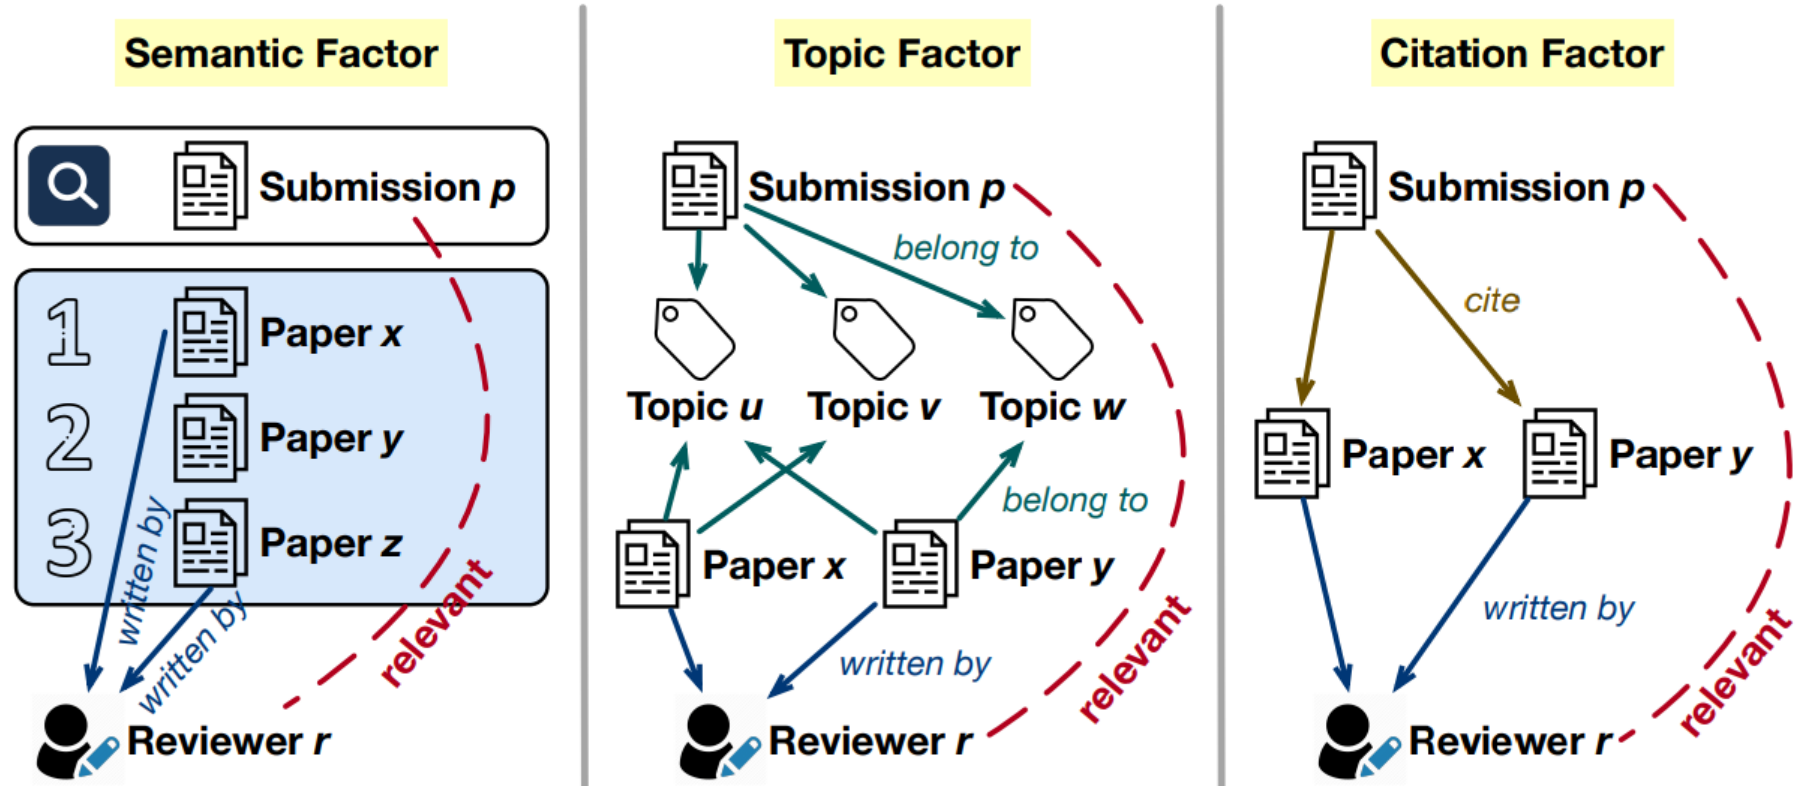 Semantic Factor
Submission p
1 Paper x
2 Paper y
3 Paper z
written by
written by
relevant
Reviewer r
Topic Factor
Submission p
belong to
Topic u Topic v Topic w
belong to
Paper x Paper y
written by
relevant
Reviewer r
Citation Factor
Submission p
cite
Paper x Paper y
written by
relevant
Reviewer r